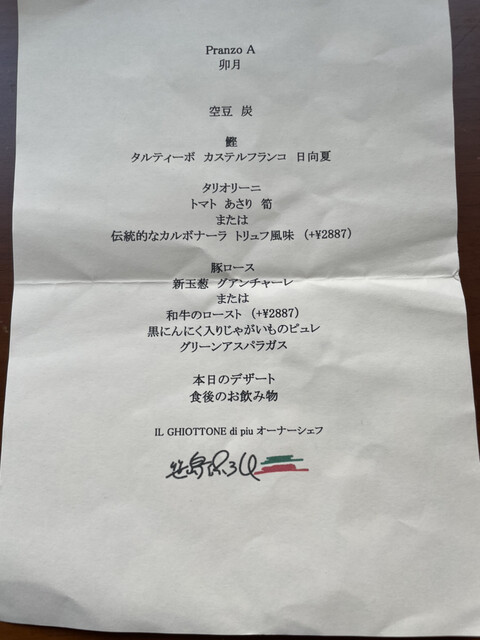 Pranzo A
卯月
空豆 炭
鰹
タルティーボ カステルフランコ 日向夏
タリオリーニ
トマト あさり 筍
または
伝統的なカルボナーラ トリュフ風味 (+¥2887)
豚ロース
新玉葱 グアンチャーレ
または
和牛のロースト (+¥2887)
黒にんにく入りじゃがいものピュレ
グリーンアスパラガス
本日のデザート
食後のお飲み物
IL GHIOTTONE di piu オーナーシェフ